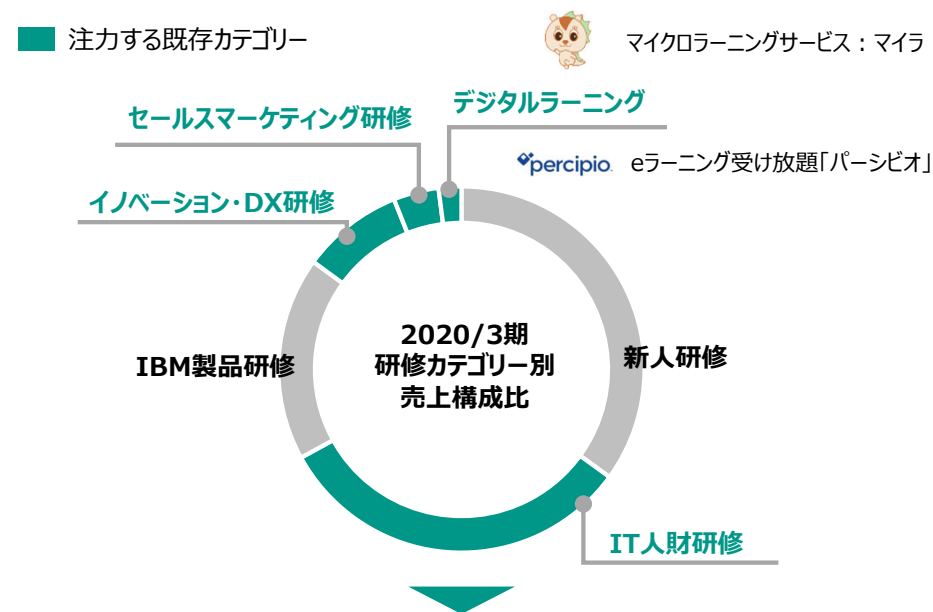 注力する既存カテゴリー
マイクロラーニングサービス：マイラ
デジタルラーニング
セールスマーケティング研修
percipio. eラーニング受け放題「パーシピオ」
イノベーション・DX研修
2020/3期
研修カテゴリー別
売上構成比
IBM製品研修
新人研修
IT人財研修